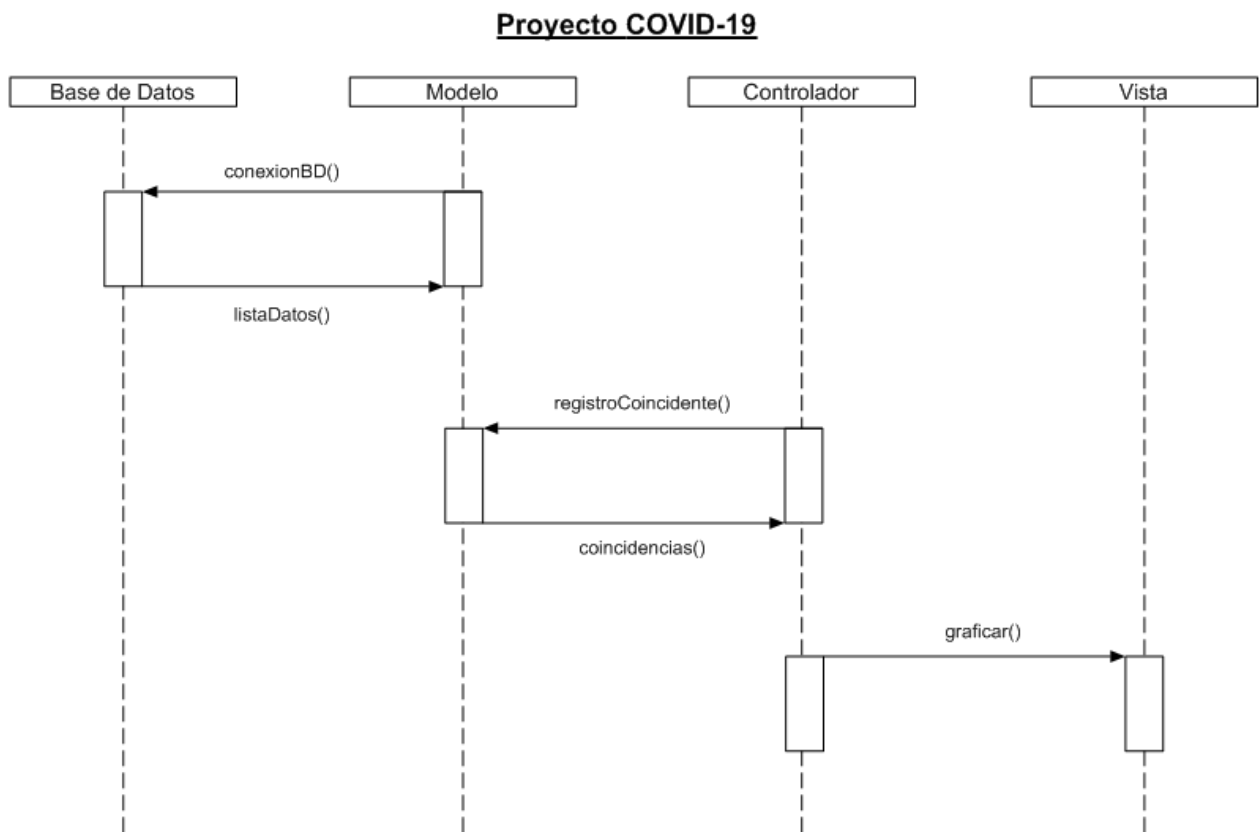 Proyecto COVID-19
Base de Datos
Modelo
Controlador
Vista
conexionBD()
listaDatos()
registroCoincidente()
coincidencias()
graficar()